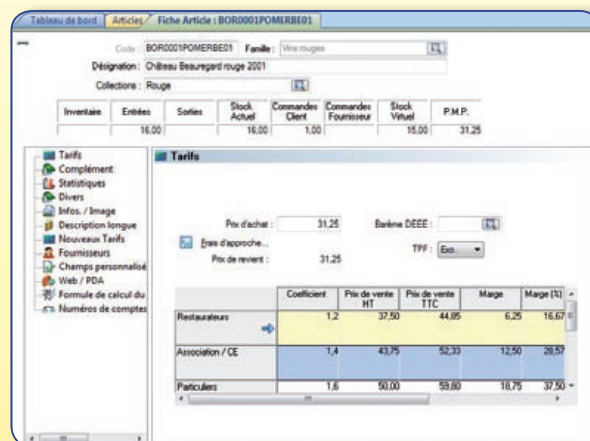 Tableau de bord Articles Fiche Article : BOR0001POMERBE01
Code : BOR0001POMERBE01 Famille : Vins rouges
Désignation : Château Beauregard rouge 2001
Collections : Rouge
Inventaire Entrées Sorties Stock Actuel Commandes Client Commandes Fournisseur Stock Virtuel P.M.P.
16,00 16,00 1,00 15,00 31,25
Tarifs
Complément
Statistiques
Divers
Infos. / Image
Description longue
Nouveaux Tarifs
Fournisseurs
Champs personnalisé
Web / PDA
Formule de calcul du
Numéros de comptes
Tarifs
Prix d'achat : 31,25 Barème DEEE :
Frais d'approche...
TPF : Exo.
Prix de revient : 31,25
Coefficient Prix de vente HT Prix de vente TTC Marge Marge (%)
Restaurateurs 1,2 37,50 44,85 6,25 16,67
Association / CE 1,4 43,75 52,33 12,50 28,57
Particuliers 1,6 50,00 59,80 18,75 37,50